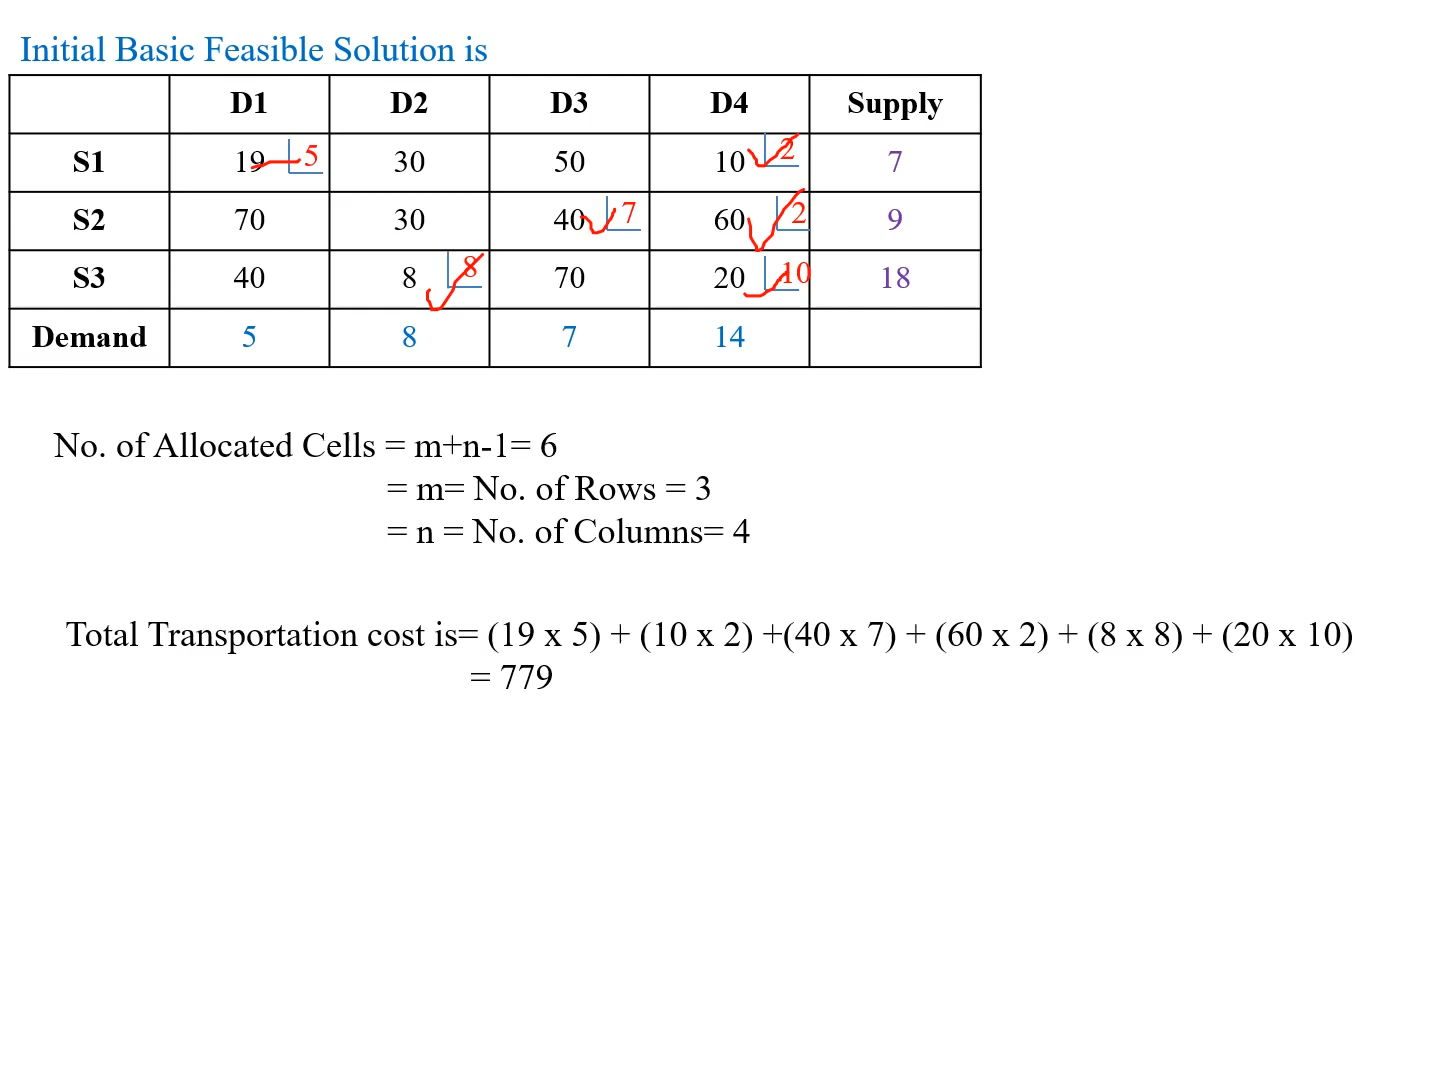 Initial Basic Feasible Solution is
D1 D2 D3 D4 Supply
S1 19 5 30 50 10 2 7
S2 70 30 40 7 60 2 9
S3 40 8 8 70 20 10 18
Demand 5 8 7 14
No. of Allocated Cells = m+n-1= 6
= m= No. of Rows = 3
= n = No. of Columns= 4
Total Transportation cost is= (19 x 5) + (10 x 2) +(40 x 7) + (60 x 2) + (8 x 8) + (20 x 10)
= 779